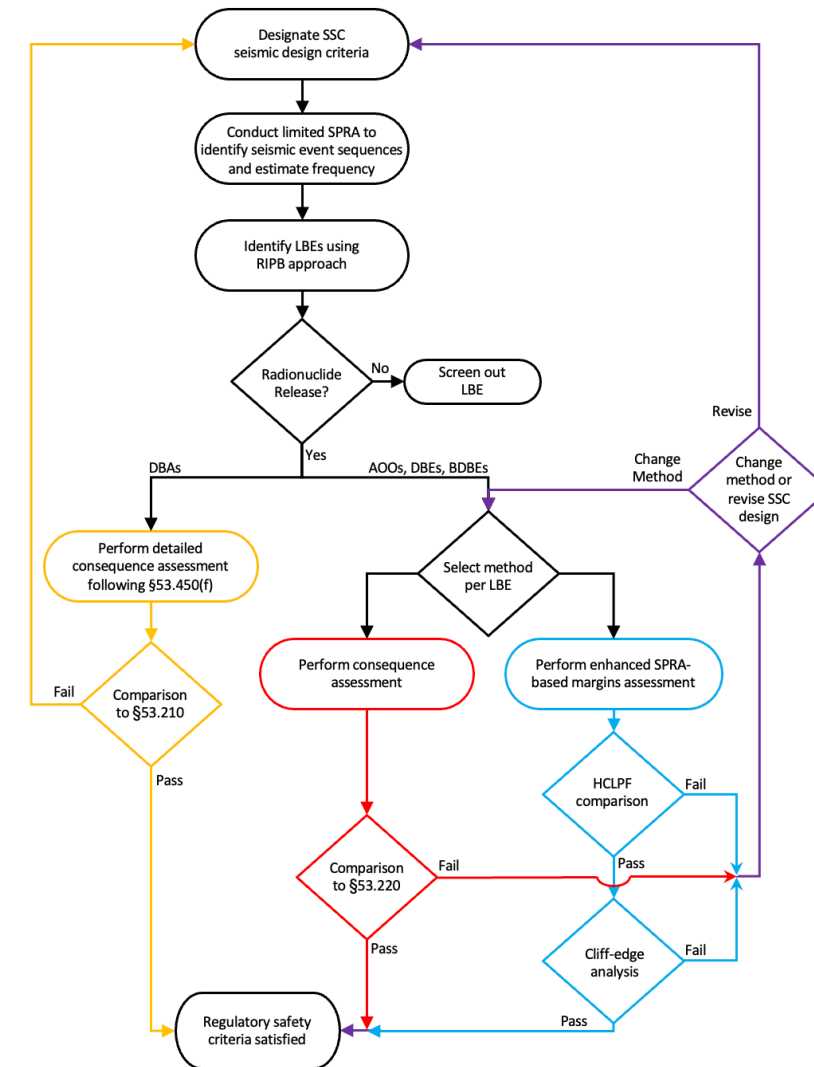 Designate SSC
seismic design criteria
Conduct limited SPRA to
identify seismic event sequences
and estimate frequency
Identify LBEs using
RIPB approach
Radionuclide
Release?
No
Screen out
LBE
Yes
DBAs
AOOs, DBEs, BDBEs
Revise
Change
Method
Change
method or
revise SSC
design
Perform detailed
consequence assessment
following §53.450(f)
Select method
per LBE
Perform consequence
assessment
Perform enhanced SPRA-
based margins assessment
Fail
Comparison
to §53.210
Pass
HCLPF
comparison
Fail
Pass
Comparison
to §53.220
Fail
Pass
Cliff-edge
analysis
Fail
Pass
Regulatory safety
criteria satisfied